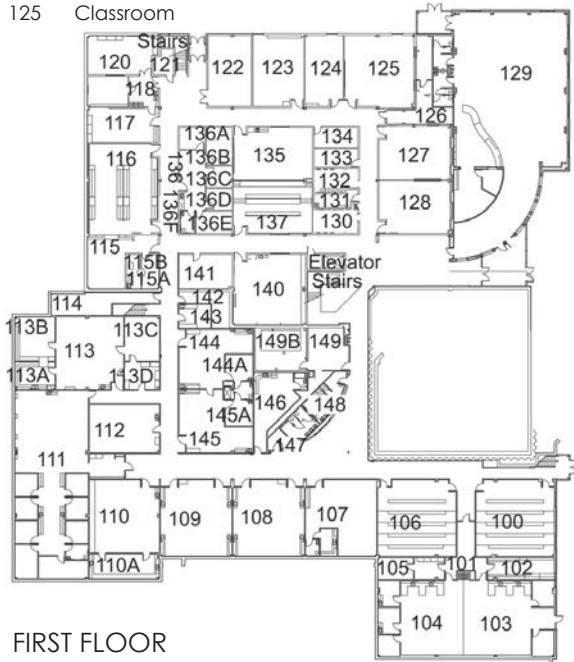 125 Classroom
Stairs
120
121
122
123
124
125
129
118
117
126
136A
134
116
136B
135
133
127
136
136C
132
136D
131
128
136F
136E
137
130
115
115B
115A
141
140
Elevator
Stairs
114
142
143
113B
113C
113
144
149B
149
113A
113D
144A
146
148
112
145A
145
147
111
110
109
108
107
106
100
110A
105
101
102
104
103
FIRST FLOOR